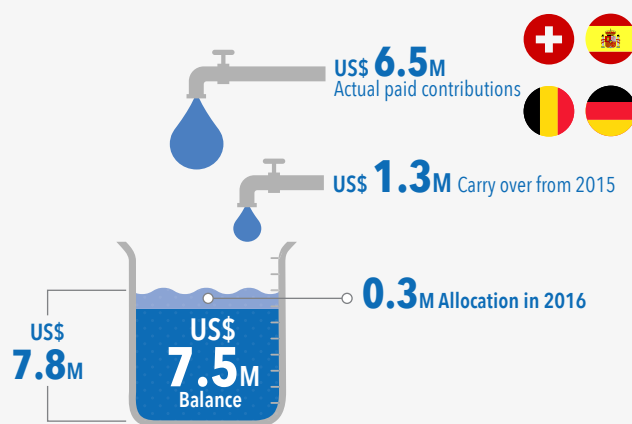 US$ 6.5M
Actual paid contributions
US$ 1.3M Carry over from 2015
0.3M Allocation in 2016
US$
7.8M
US$
7.5M
Balance